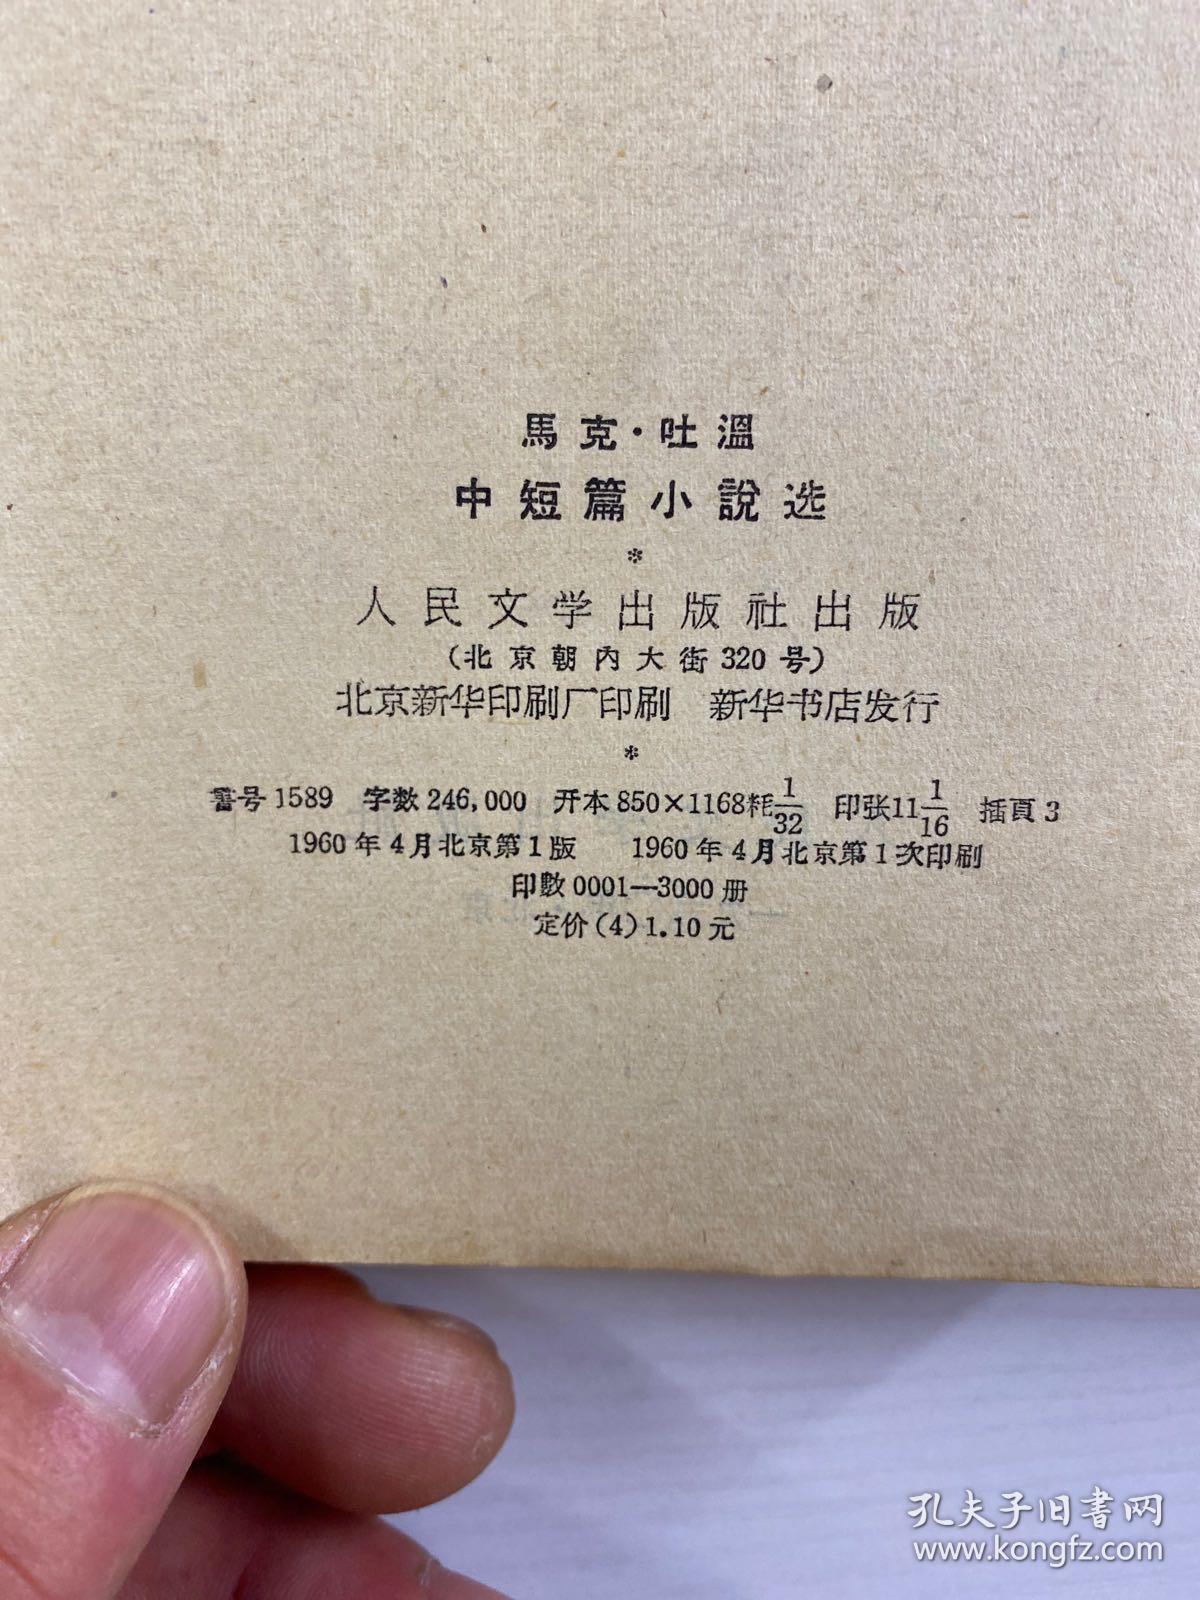 馬克·吐溫
中短篇小說选
*
人民文学出版社出版
(北京朝內大街320号)
北京新华印刷厂印刷 新华书店发行
*
書号1589 字数246,000 开本850×1168耗1/32 印张11 1/16 插頁3
1960年4月北京第1版 1960年4月北京第1次印刷
印数0001—3000册
定价(4)1.10元
孔夫子旧書网
www.kongfz.com